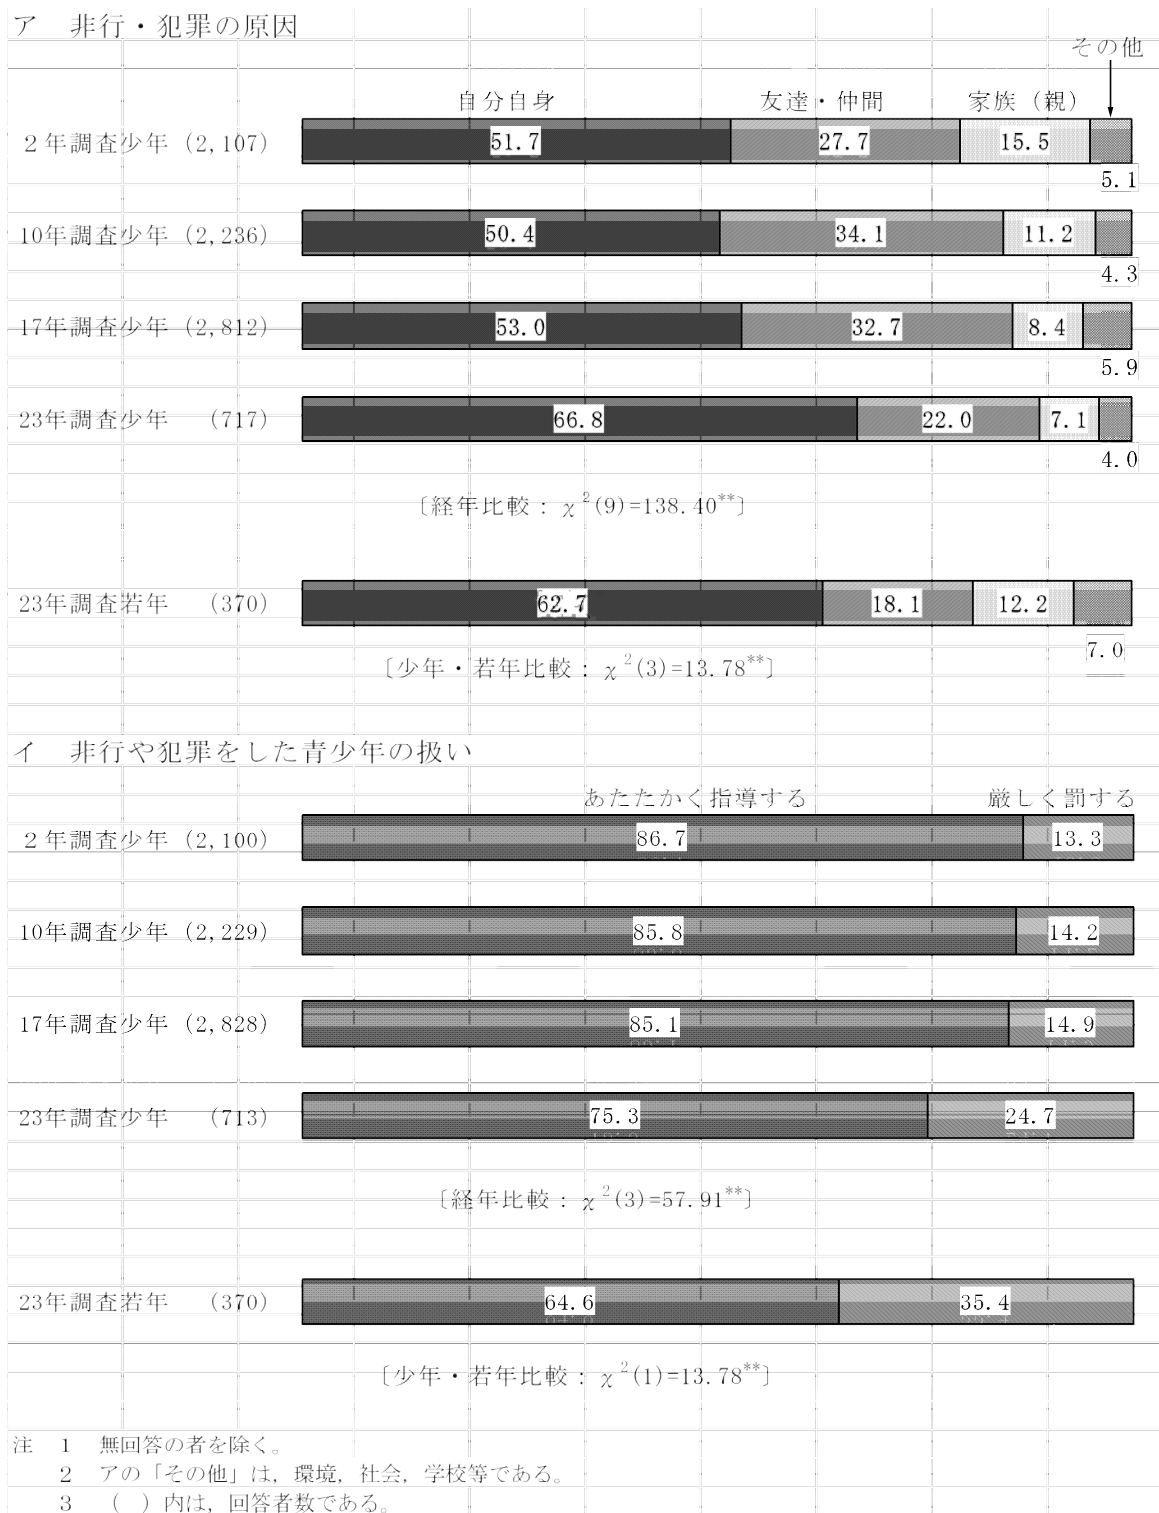 ア　非行・犯罪の原因
その他
自分自身　友達・仲間　家族（親）
２年調査少年（2,107）　51.7　27.7　15.5
5.1
10年調査少年（2,236）　50.4　34.1　11.2
4.3
17年調査少年（2,812）　53.0　32.7　8.4
5.9
23年調査少年　（717）　66.8　22.0　7.1
4.0
〔経年比較：χ²(9)=138.40**〕
23年調査若年　（370）　62.7　18.1　12.2
7.0
〔少年・若年比較：χ²(3)=13.78**〕
イ　非行や犯罪をした青少年の扱い
あたたかく指導する　厳しく罰する
２年調査少年（2,100）　86.7　13.3
10年調査少年（2,229）　85.8　14.2
17年調査少年（2,828）　85.1　14.9
23年調査少年　（713）　75.3　24.7
〔経年比較：χ²(3)=57.91**〕
23年調査若年　（370）　64.6　35.4
〔少年・若年比較：χ²(1)=13.78**〕
注　1　無回答の者を除く。
2　アの「その他」は，環境，社会，学校等である。
3　（　）内は，回答者数である。